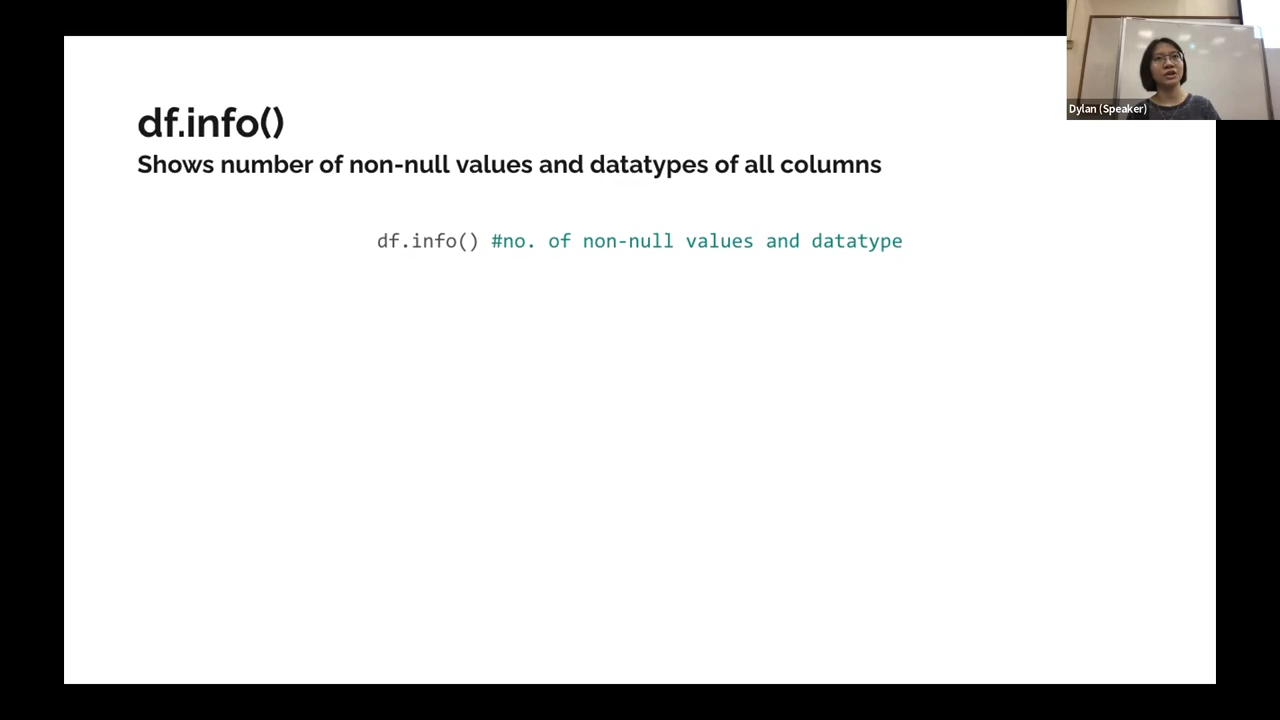 df.info()
Shows number of non-null values and datatypes of all columns
df.info() #no. of non-null values and datatype
Dylan (Speaker)